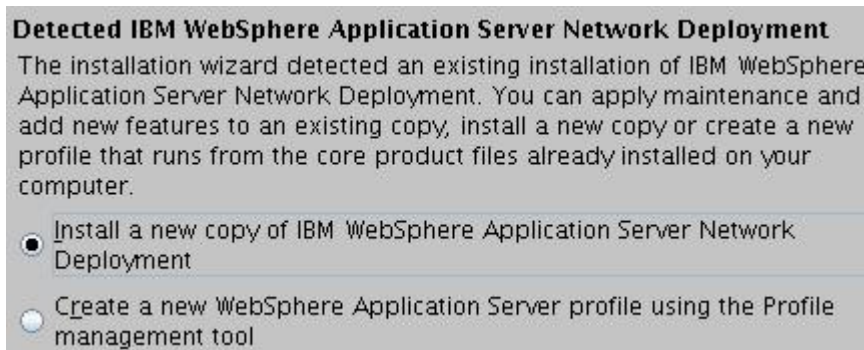 Detected IBM WebSphere Application Server Network Deployment
The installation wizard detected an existing installation of IBM WebSphere
Application Server Network Deployment. You can apply maintenance and
add new features to an existing copy, install a new copy or create a new
profile that runs from the core product files already installed on your
computer.
Install a new copy of IBM WebSphere Application Server Network
Deployment
Create a new WebSphere Application Server profile using the Profile
management tool